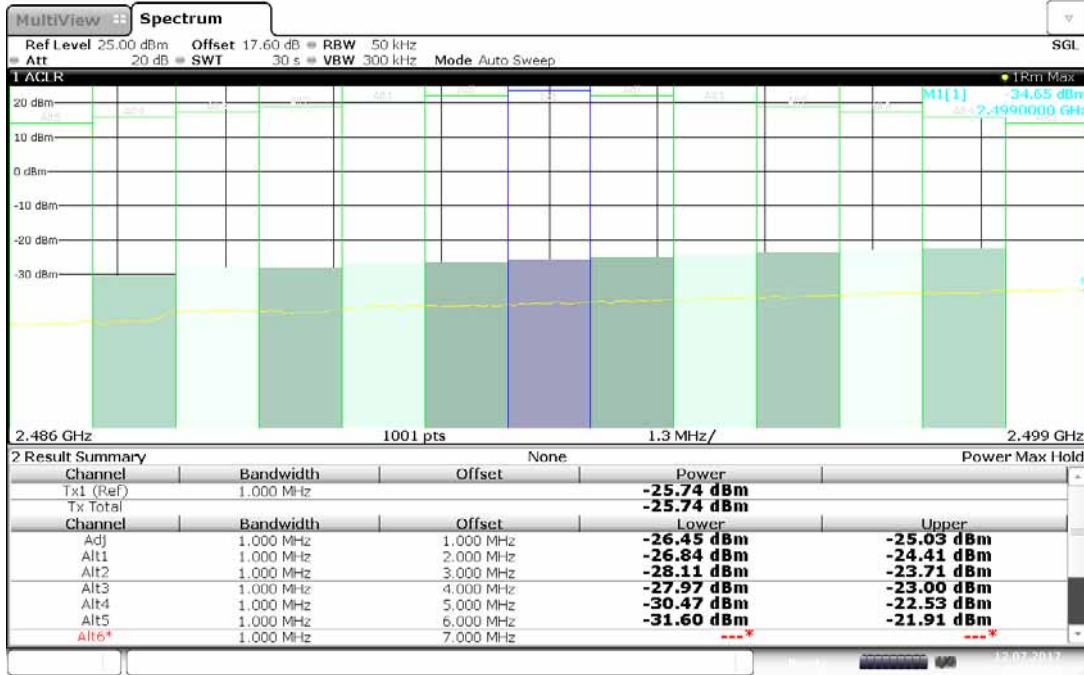 MultiView Spectrum
Ref Level 25.00 dBm Offset 17.60 dB RBW 50 kHz
Att 20 dB SWT 30 s VBW 300 kHz Mode Auto Sweep SGL
1 ACLR 1Rm Max
M1[1] -34.65 dBm
2.4990000 GHz
20 dBm
10 dBm
0 dBm
-10 dBm
-20 dBm
-30 dBm
2.486 GHz 1001 pts 1.3 MHz/ 2.499 GHz
2 Result Summary None Power Max Hold
Channel Bandwidth Offset Power
Tx1 (Ref) 1.000 MHz -25.74 dBm
Tx Total -25.74 dBm
Channel Bandwidth Offset Lower Upper
Adj 1.000 MHz 1.000 MHz -26.45 dBm -25.03 dBm
Alt1 1.000 MHz 2.000 MHz -26.84 dBm -24.41 dBm
Alt2 1.000 MHz 3.000 MHz -28.11 dBm -23.71 dBm
Alt3 1.000 MHz 4.000 MHz -27.97 dBm -23.00 dBm
Alt4 1.000 MHz 5.000 MHz -30.47 dBm -22.53 dBm
Alt5 1.000 MHz 6.000 MHz -31.60 dBm -21.91 dBm
Alt6* 1.000 MHz 7.000 MHz ---* ---*